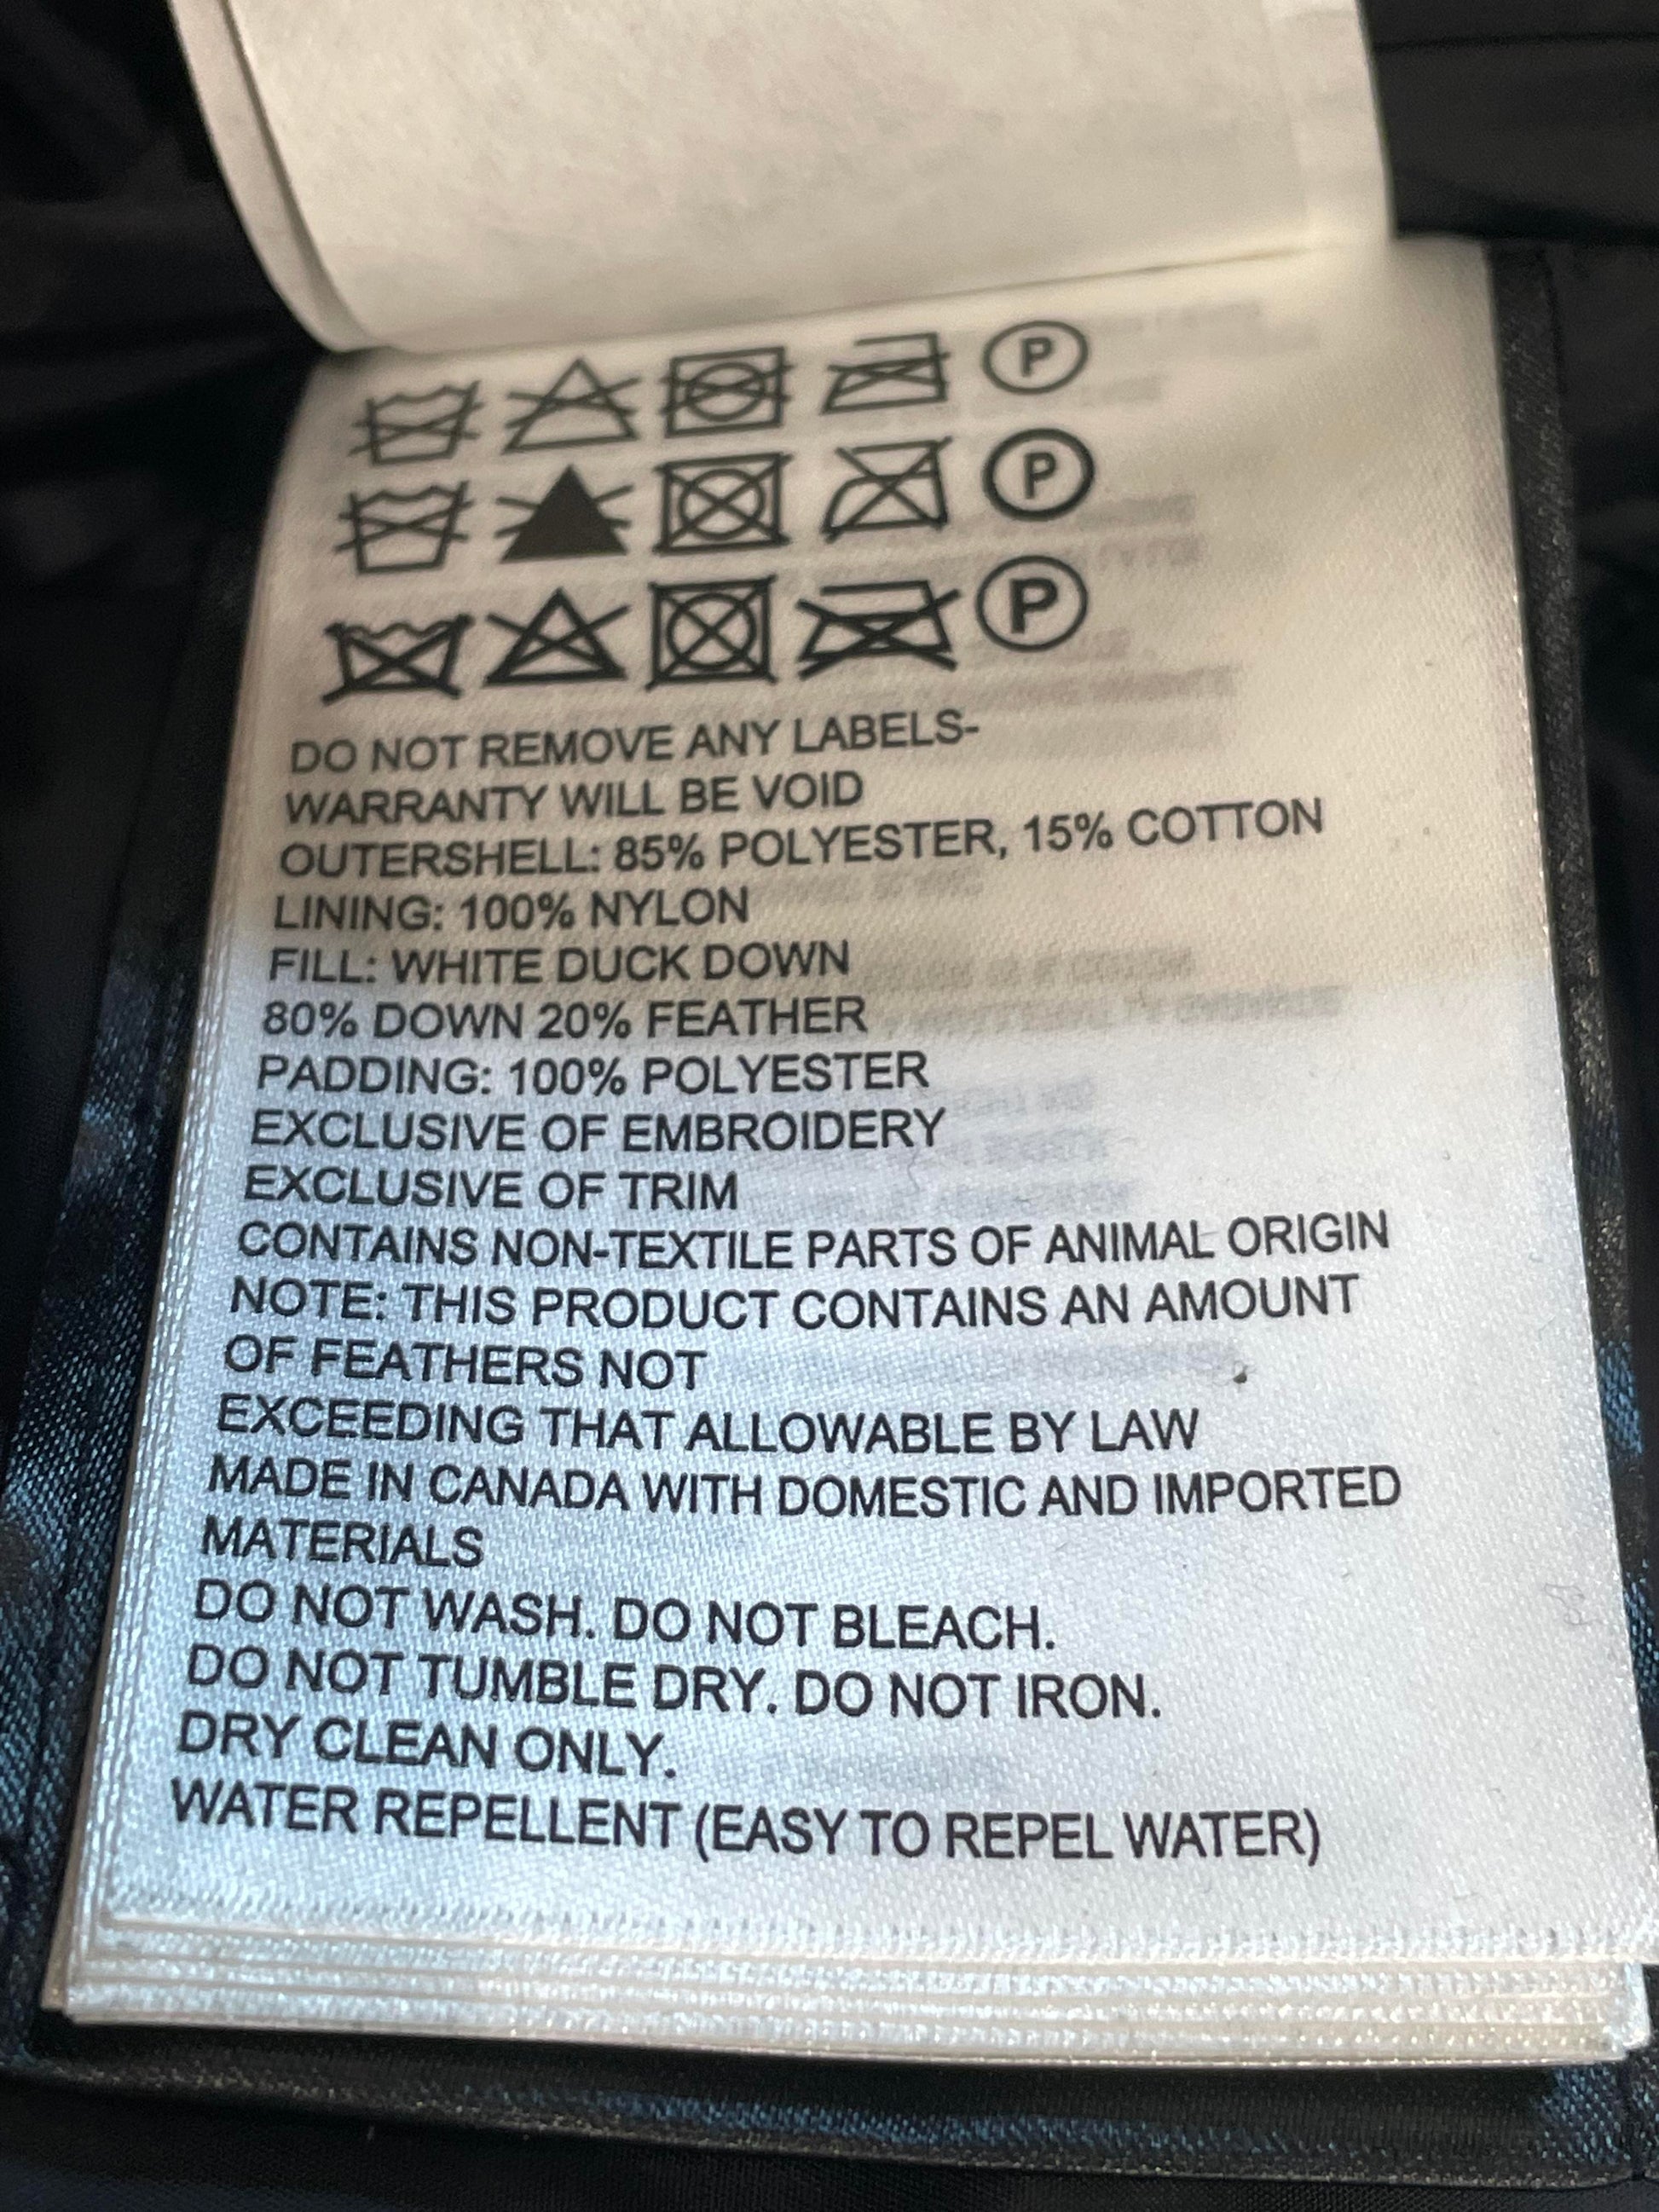 P
P
P
DO NOT REMOVE ANY LABELS-
WARRANTY WILL BE VOID
OUTERSHELL: 85% POLYESTER, 15% COTTON
LINING: 100% NYLON
FILL: WHITE DUCK DOWN
80% DOWN 20% FEATHER
PADDING: 100% POLYESTER
EXCLUSIVE OF EMBROIDERY
EXCLUSIVE OF TRIM
CONTAINS NON-TEXTILE PARTS OF ANIMAL ORIGIN
NOTE: THIS PRODUCT CONTAINS AN AMOUNT
OF FEATHERS NOT
EXCEEDING THAT ALLOWABLE BY LAW
MADE IN CANADA WITH DOMESTIC AND IMPORTED
MATERIALS
DO NOT WASH. DO NOT BLEACH.
DO NOT TUMBLE DRY. DO NOT IRON.
DRY CLEAN ONLY.
WATER REPELLENT (EASY TO REPEL WATER)